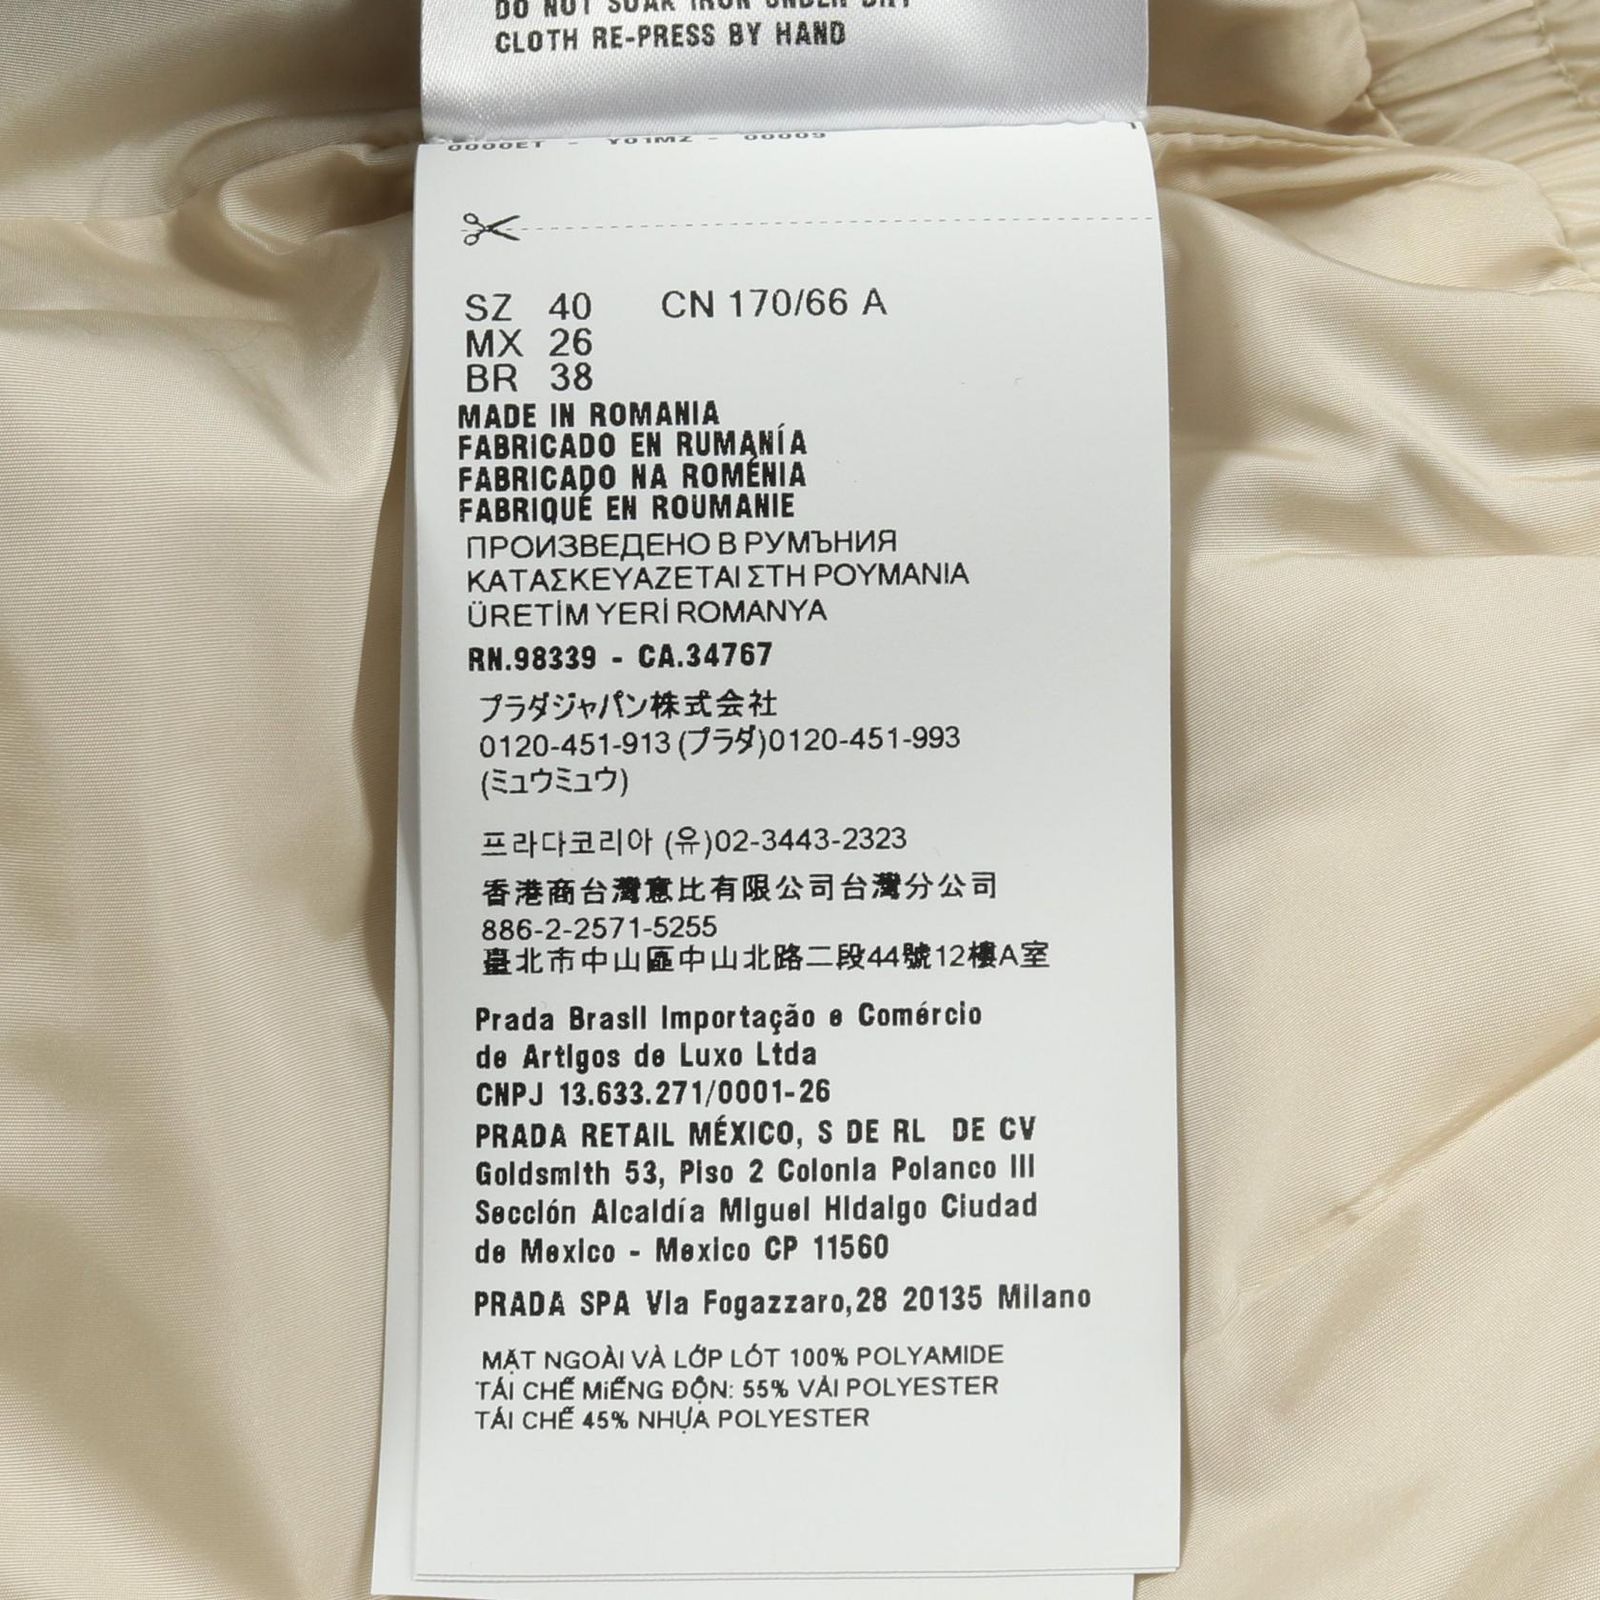 DO NOT SOAK IRON UNDER DRY
CLOTH RE-PRESS BY HAND
0000ET - Y01MZ - 00009
SZ 40 CN 170/66 A
MX 26
BR 38
MADE IN ROMANIA
FABRICADO EN RUMANÍA
FABRICADO NA ROMÉNIA
FABRIQUÉ EN ROUMANIE
ПРОИЗВЕДЕНО В РУМЪНИЯ
ΚΑΤΑΣΚΕΥΑΖΕΤΑΙ ΣΤΗ ΡΟΥΜΑΝΙΑ
ÜRETİM YERİ ROMANYA
RN.98339 - CA.34767
プラダジャパン株式会社
0120-451-913 (プラダ)0120-451-993
(ミュウミュウ)
프라다코리아 (유)02-3443-2323
香港商台灣意比有限公司台灣分公司
886-2-2571-5255
臺北市中山區中山北路二段44號12樓A室
Prada Brasil Importação e Comércio
de Artigos de Luxo Ltda
CNPJ 13.633.271/0001-26
PRADA RETAIL MÉXICO, S DE RL DE CV
Goldsmith 53, Piso 2 Colonia Polanco III
Sección Alcaldía Miguel Hidalgo Ciudad
de Mexico - Mexico CP 11560
PRADA SPA Via Fogazzaro,28 20135 Milano
MẶT NGOÀI VÀ LỚP LÓT 100% POLYAMIDE
TÁI CHẾ MIẾNG ĐỘN: 55% VẢI POLYESTER
TÁI CHẾ 45% NHỰA POLYESTER